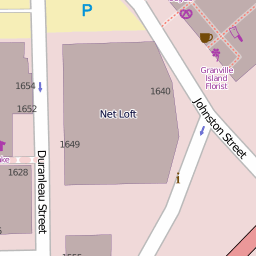 P
1654
1640
Granville
Island
Florist
1652
Net Loft
Johnston Street
1649
1628
Duranleau Street
i